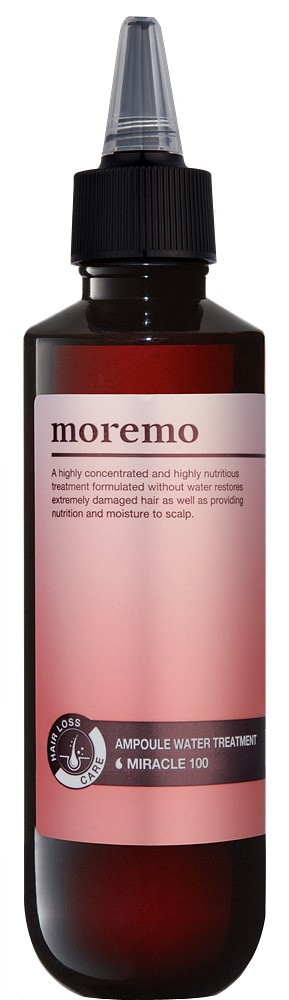 moremo
A highly concentrated and highly nutritious
treatment formulated without water restores
extremely damaged hair as well as providing
nutrition and moisture to scalp.
HAIR LOSS
CARE
AMPOULE WATER TREATMENT
MIRACLE 100